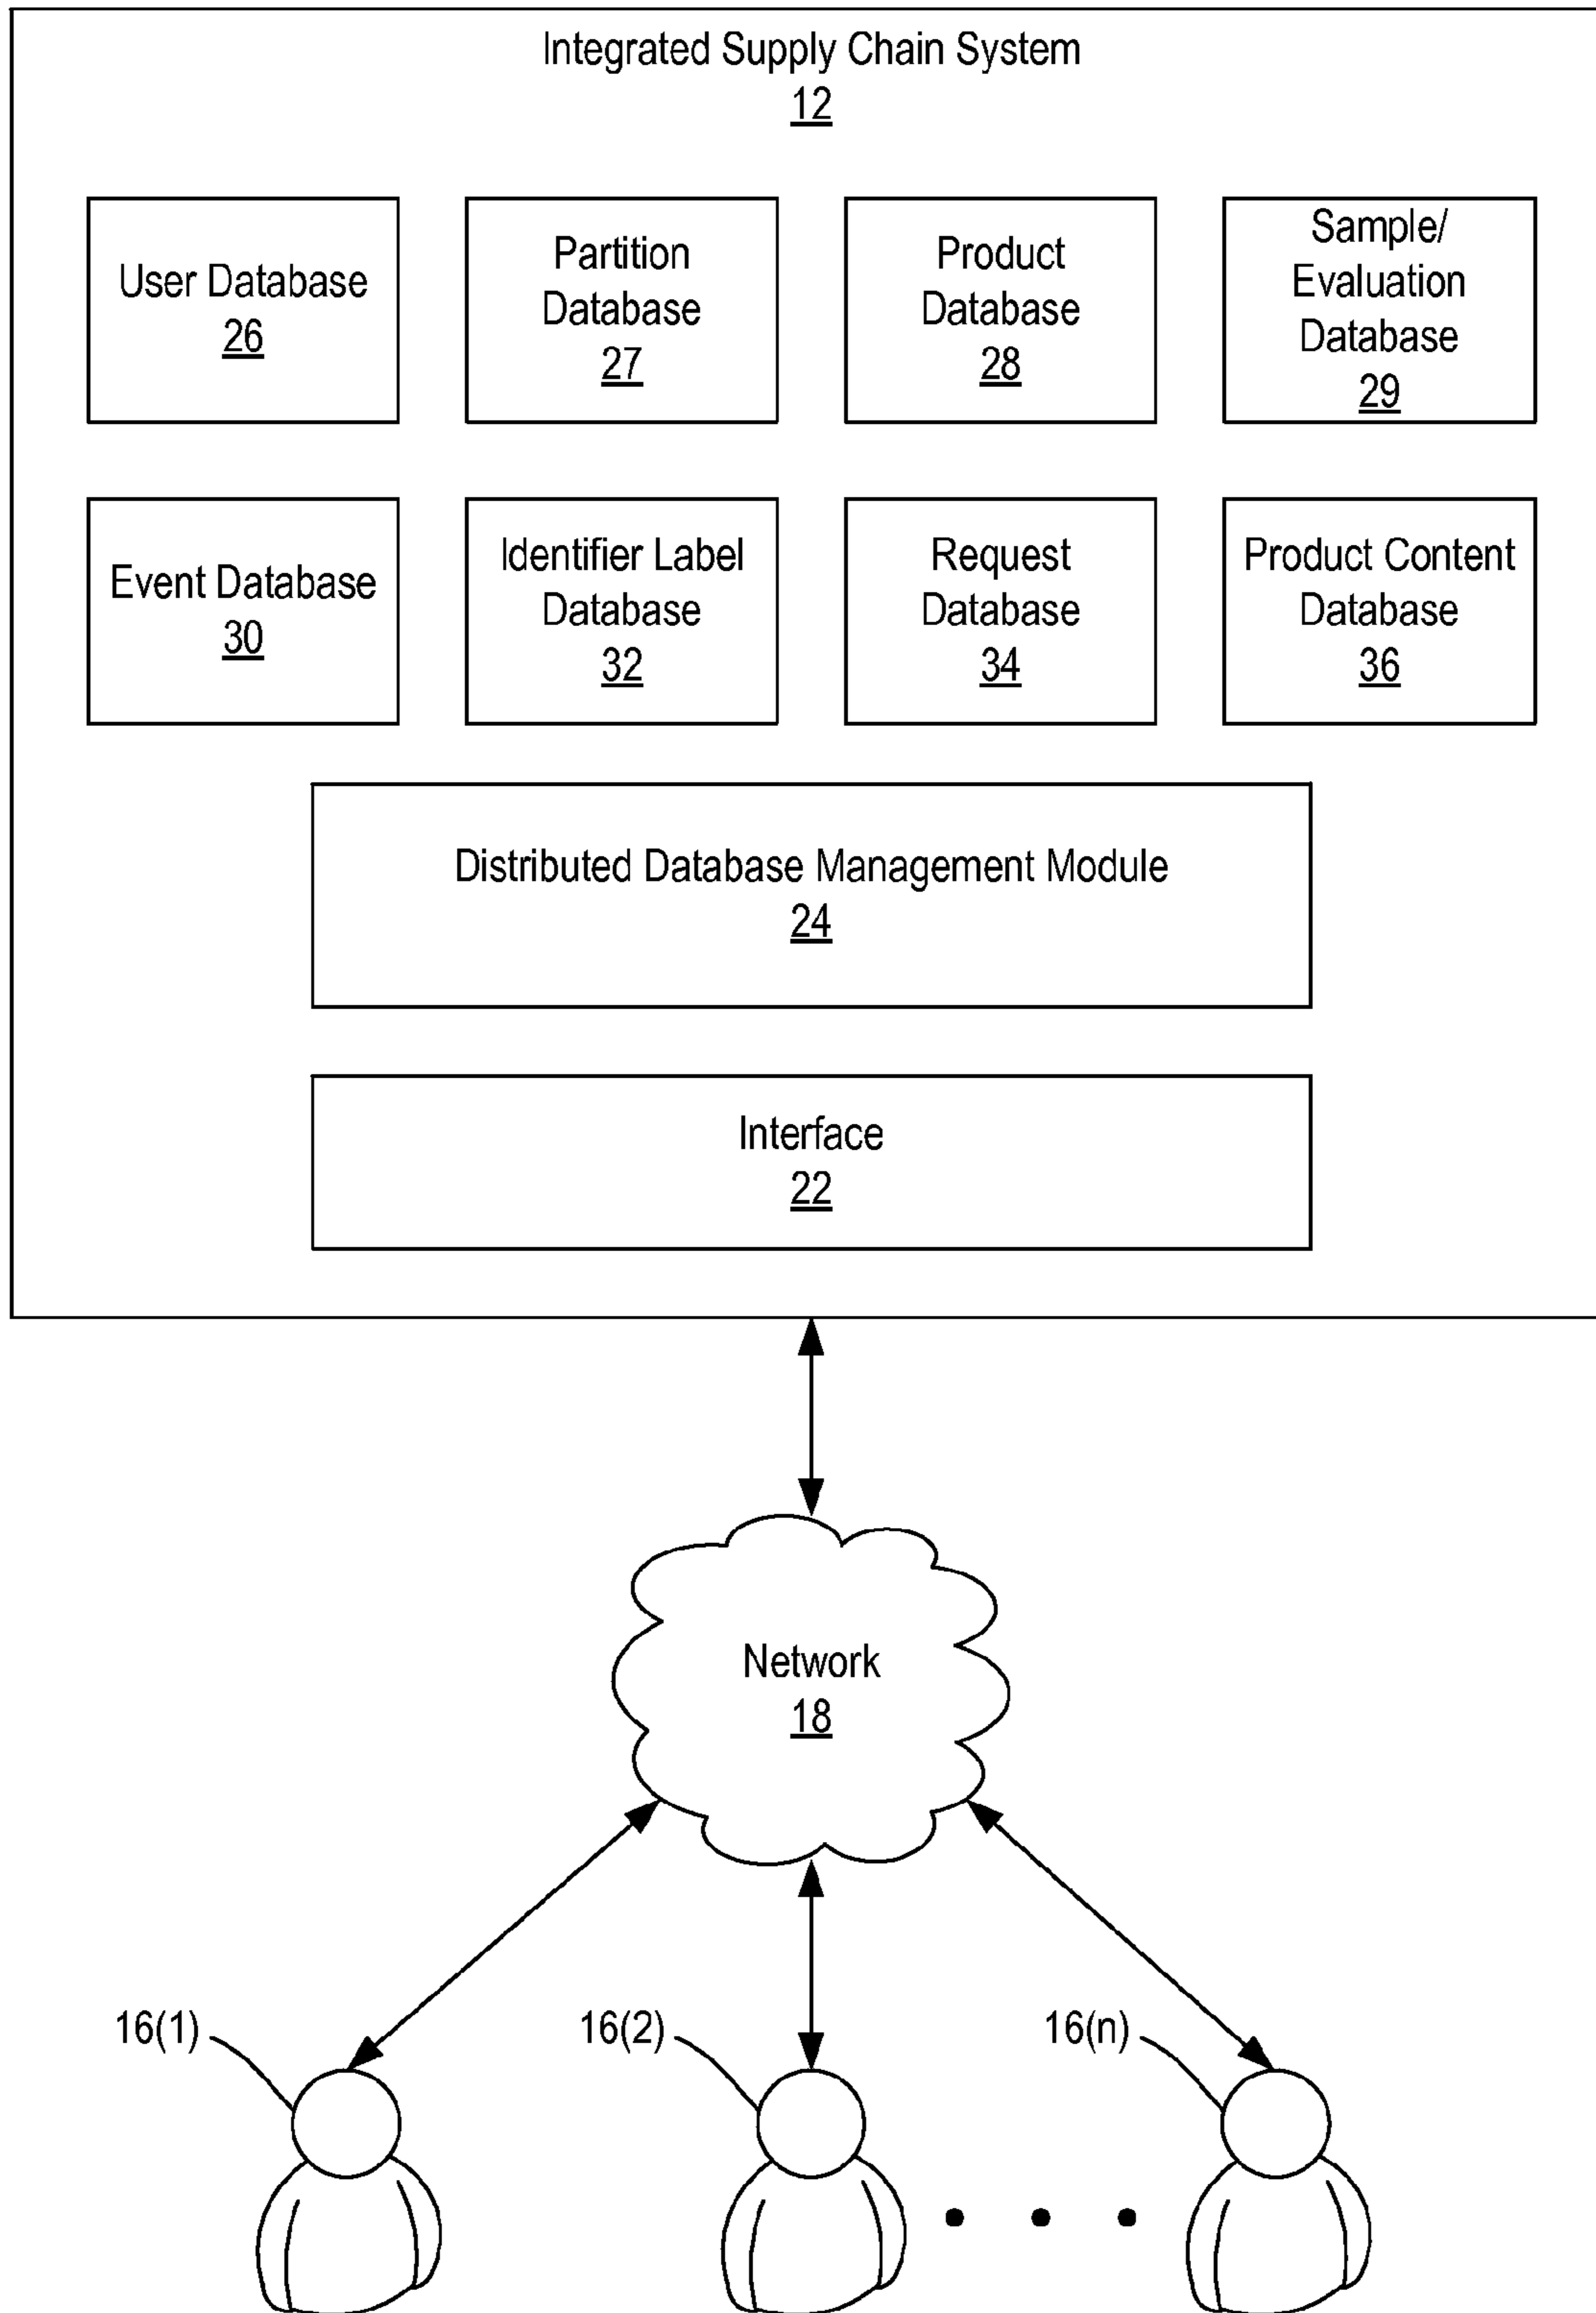 Integrated Supply Chain System
12
User Database
26
Partition
Database
27
Product
Database
28
Sample/
Evaluation
Database
29
Event Database
30
Identifier Label
Database
32
Request
Database
34
Product Content
Database
36
Distributed Database Management Module
24
Interface
22
Network
18
16(1)
16(2)
16(n)